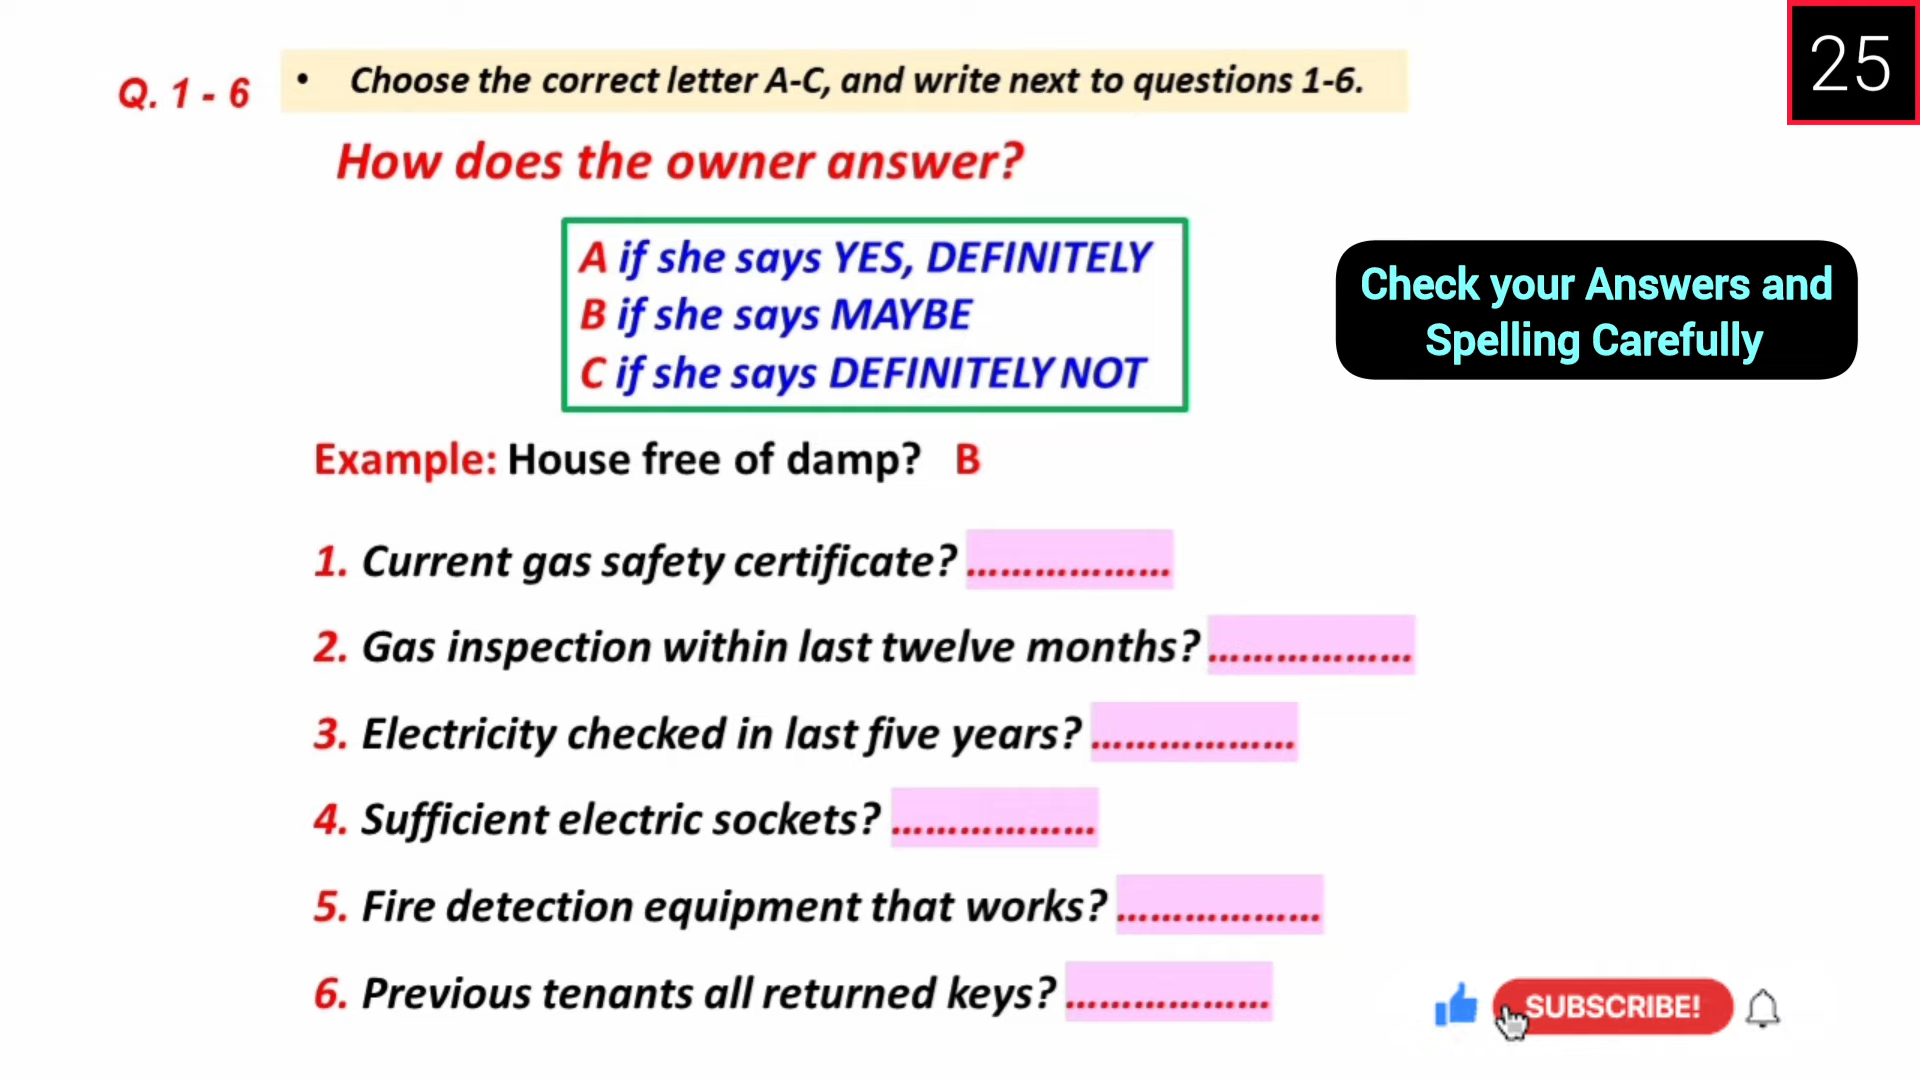 25
Q. 1 - 6
• Choose the correct letter A-C, and write next to questions 1-6.
How does the owner answer?
A if she says YES, DEFINITELY
B if she says MAYBE
C if she says DEFINITELY NOT
Check your Answers and
Spelling Carefully
Example: House free of damp? B
1. Current gas safety certificate? ..................
2. Gas inspection within last twelve months? ..................
3. Electricity checked in last five years? ..................
4. Sufficient electric sockets? ..................
5. Fire detection equipment that works? ..................
6. Previous tenants all returned keys? ..................
SUBSCRIBE!